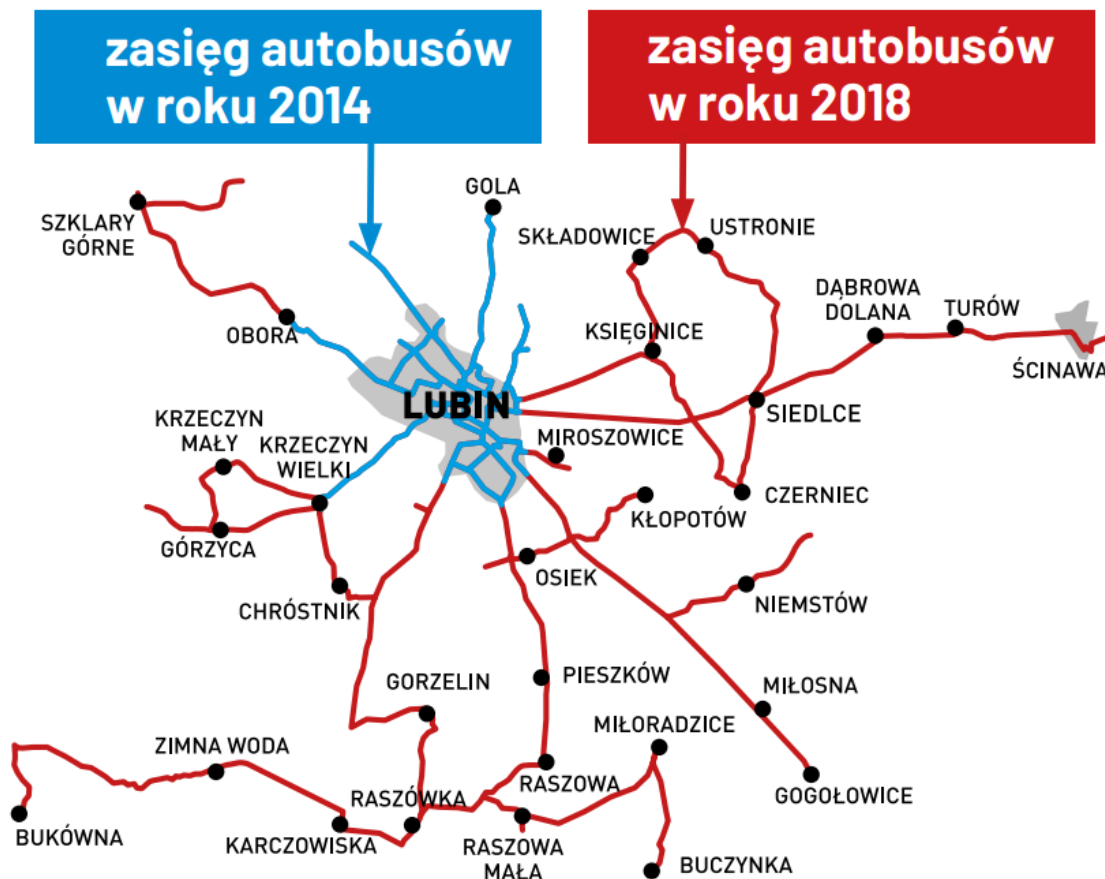 zasięg autobusów
w roku 2014
zasięg autobusów
w roku 2018
GOLA
SZKLARY
GÓRNE
SKŁADOWICE
USTRONIE
DĄBROWA
DOLANA
TURÓW
OBORA
KSIĘGINICE
ŚCINAWA
LUBIN
SIEDLCE
KRZECZYN
MAŁY
KRZECZYN
WIELKI
MIROSZOWICE
CZERNIEC
KŁOPOTÓW
GÓRZYCA
OSIEK
CHRÓSTNIK
NIEMSTÓW
PIESZKÓW
GORZELIN
MIŁOSNA
MIŁORADZICE
ZIMNA WODA
RASZOWA
GOGOŁOWICE
RASZÓWKA
BUKÓWNA
KARCZOWISKA
RASZOWA
MAŁA
BUCZYNKA